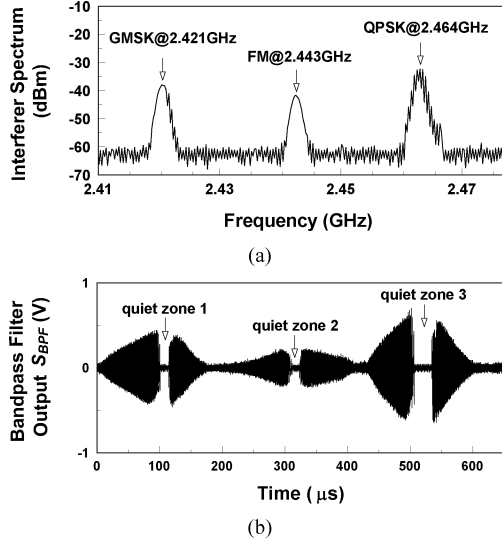 0
GMSK@2.421GHz
FM@2.443GHz
QPSK@2.464GHz
-10
-20
-30
-40
-50
-60
-70
Interferer Spectrum
(dBm)
2.41
2.43
2.45
2.47
Frequency (GHz)
(a)
1
quiet zone 1
quiet zone 2
quiet zone 3
0
-1
Bandpass Filter
Output S_BPF (V)
0
100
200
300
400
500
600
Time ( μs)
(b)